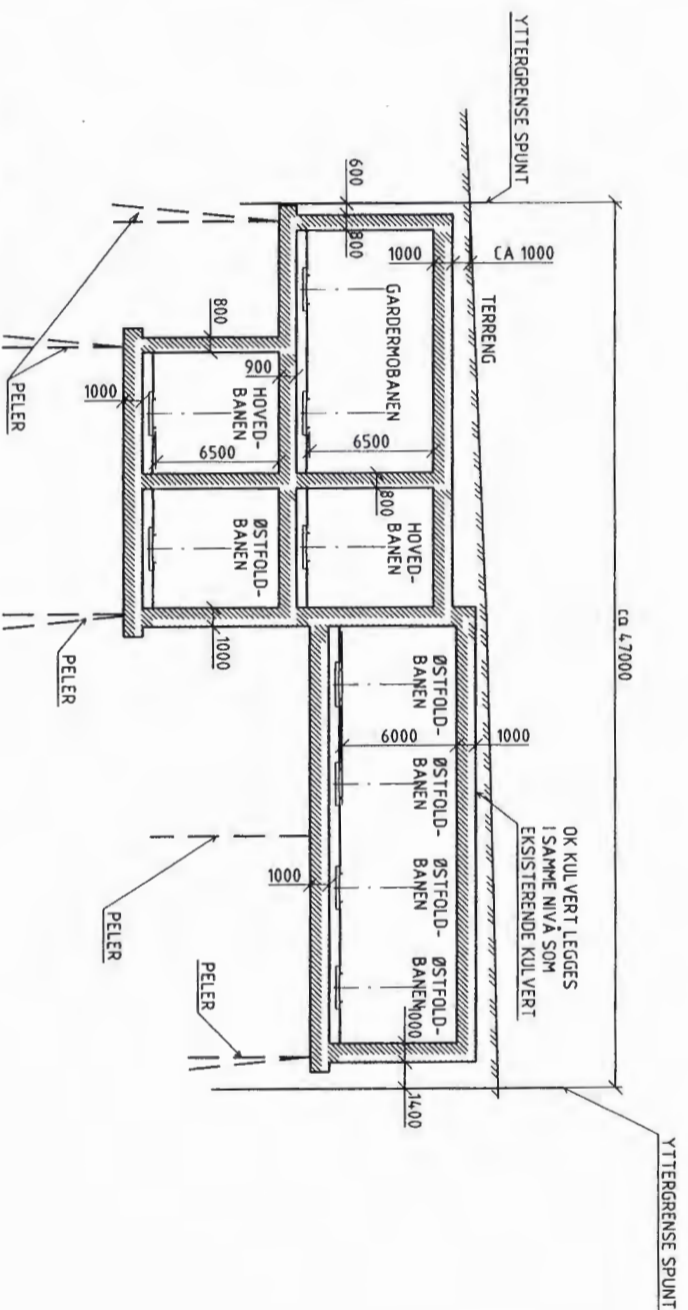 YTTERGRENSE SPUNT
YTTERGRENSE SPUNT
ca 47000
OK KULVERT LEGGES
I SAMME NIVÅ SOM
EKSISTERENDE KULVERT
TERRENG
CA 1000
1000
1000
600
800
GARDERMOBANEN
6500
800
HOVED-
BANEN
ØSTFOLD-
BANEN
ØSTFOLD-
BANEN
ØSTFOLD-
BANEN
ØSTFOLD-
BANEN
6000
1000
1400
800
900
HOVED-
BANEN
6500
1000
ØSTFOLD-
BANEN
1000
1000
PELER
PELER
PELER
PELER